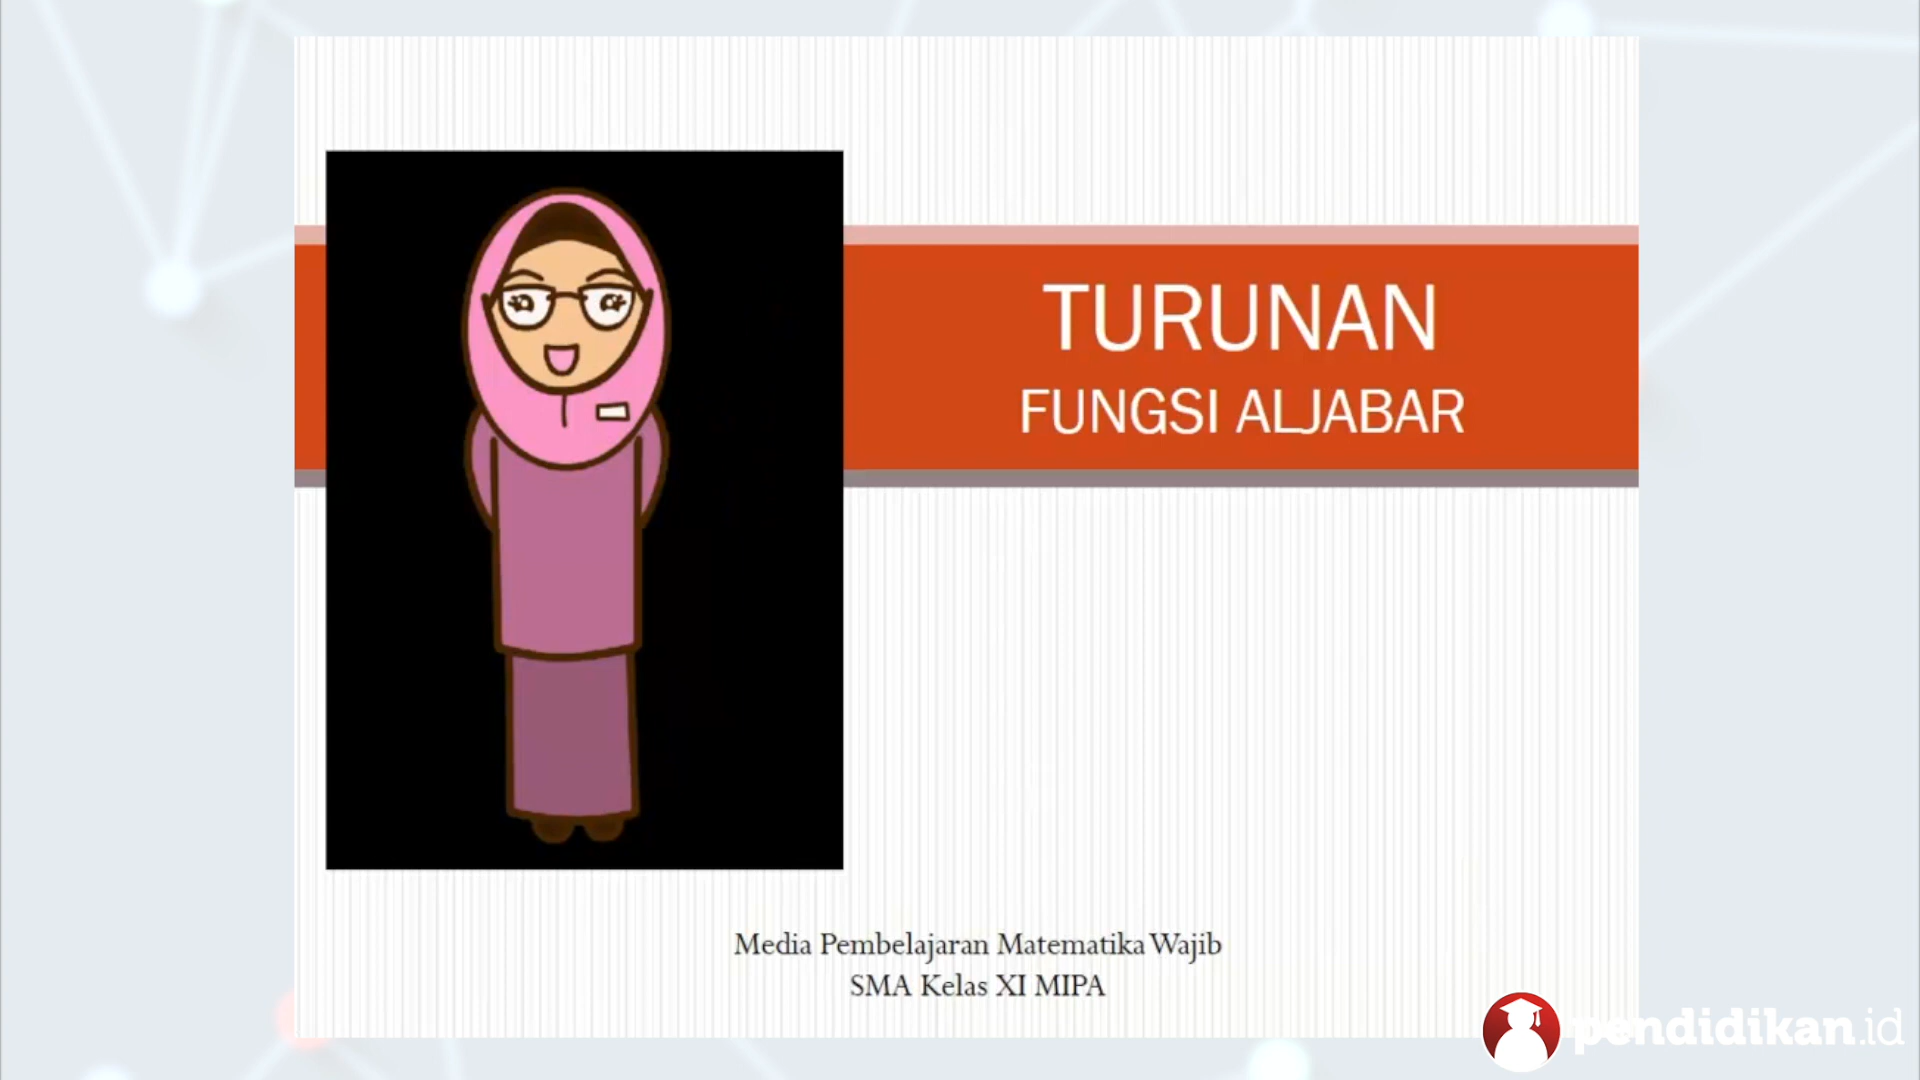 TURUNAN
FUNGSI ALJABAR
Media Pembelajaran Matematika Wajib
SMA Kelas XI MIPA
pendidikan.id